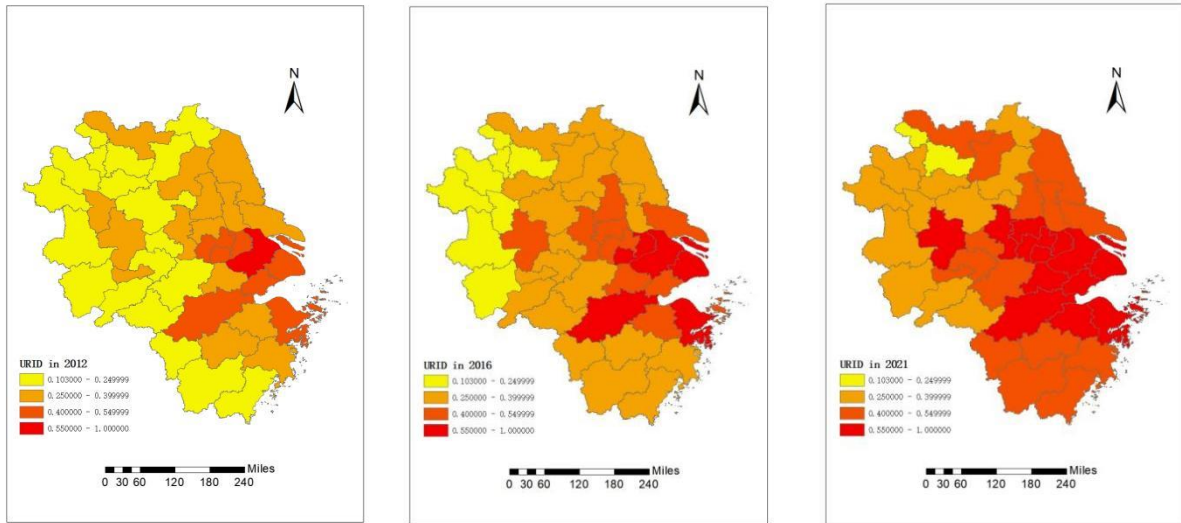 N
URID in 2012
0.103000 - 0.249999
0.250000 - 0.399999
0.400000 - 0.549999
0.550000 - 1.000000
Miles
0 30 60 120 180 240
N
URID in 2016
0.103000 - 0.249999
0.250000 - 0.399999
0.400000 - 0.549999
0.550000 - 1.000000
Miles
0 30 60 120 180 240
N
URID in 2021
0.103000 - 0.249999
0.250000 - 0.399999
0.400000 - 0.549999
0.550000 - 1.000000
Miles
0 30 60 120 180 240